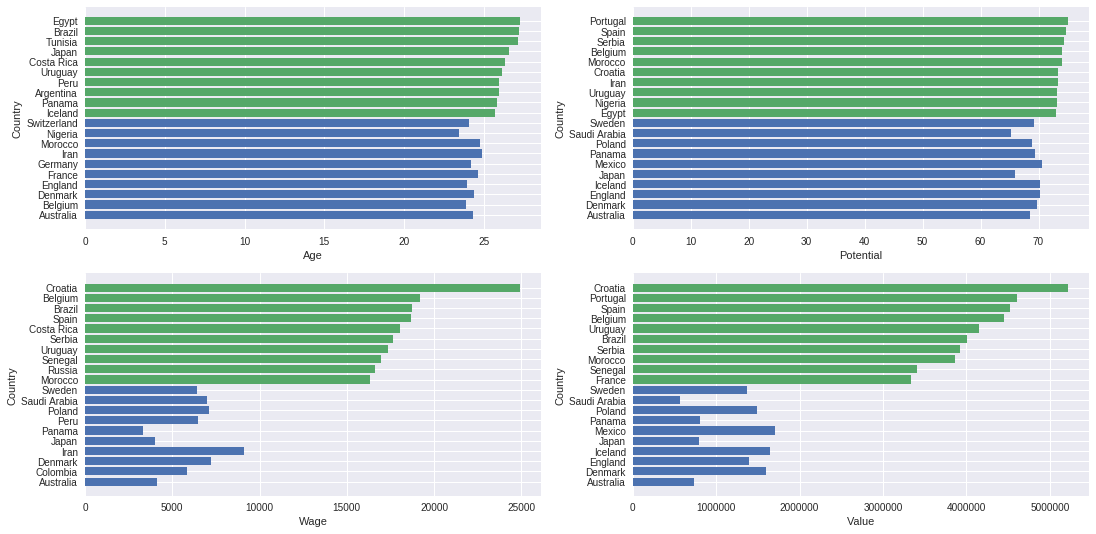 Country
Egypt
Brazil
Tunisia
Japan
Costa Rica
Uruguay
Peru
Argentina
Panama
Iceland
Switzerland
Nigeria
Morocco
Iran
Germany
France
England
Denmark
Belgium
Australia
0 5 10 15 20 25
Age
Country
Portugal
Spain
Serbia
Belgium
Morocco
Croatia
Iran
Uruguay
Nigeria
Egypt
Sweden
Saudi Arabia
Poland
Panama
Mexico
Japan
Iceland
England
Denmark
Australia
0 10 20 30 40 50 60 70
Potential
Country
Croatia
Belgium
Brazil
Spain
Costa Rica
Serbia
Uruguay
Senegal
Russia
Morocco
Sweden
Saudi Arabia
Poland
Peru
Panama
Japan
Iran
Denmark
Colombia
Australia
0 5000 10000 15000 20000 25000
Wage
Country
Croatia
Portugal
Spain
Belgium
Uruguay
Brazil
Serbia
Morocco
Senegal
France
Sweden
Saudi Arabia
Poland
Panama
Mexico
Japan
Iceland
England
Denmark
Australia
0 1000000 2000000 3000000 4000000 5000000
Value